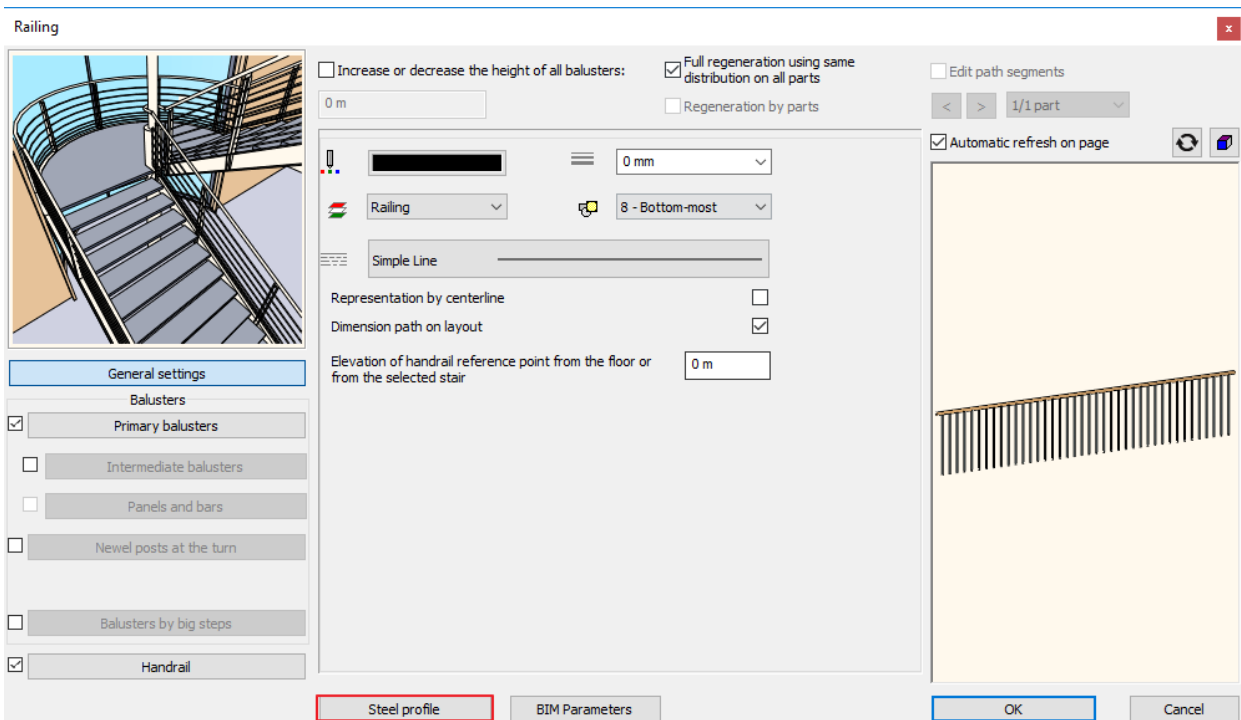 Railing
x
Increase or decrease the height of all balusters:
0 m
Full regeneration using same
distribution on all parts
Regeneration by parts
Edit path segments
< > 1/1 part
Automatic refresh on page
0 mm
Railing
8 - Bottom-most
Simple Line
Representation by centerline
Dimension path on layout
Elevation of handrail reference point from the floor or
from the selected stair
0 m
General settings
Balusters
Primary balusters
Intermediate balusters
Panels and bars
Newel posts at the turn
Balusters by big steps
Handrail
Steel profile
BIM Parameters
OK
Cancel